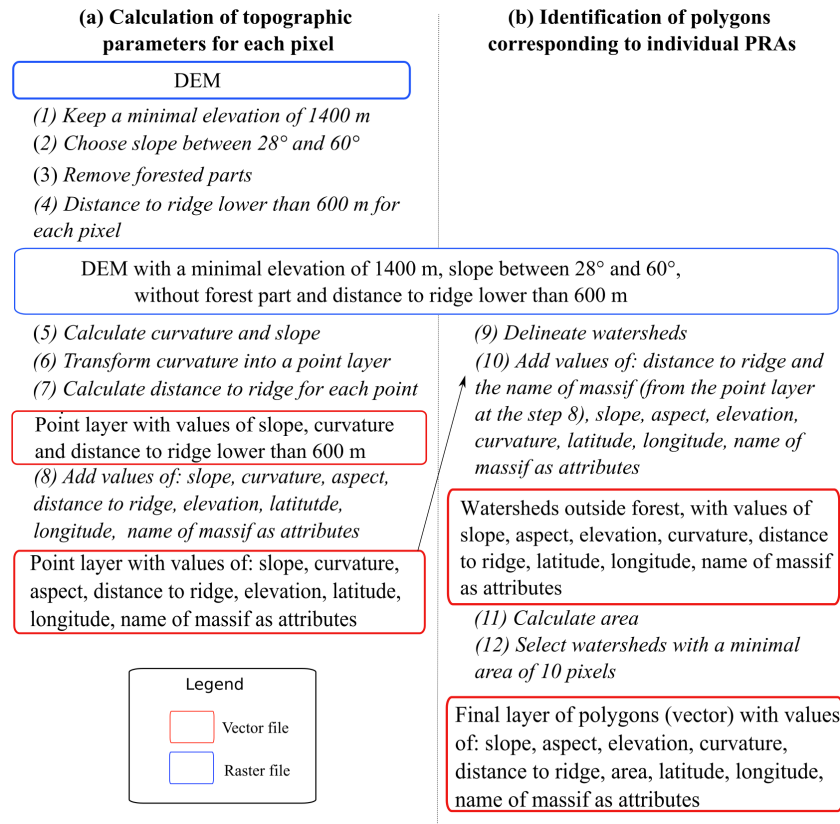 (a) Calculation of topographic
parameters for each pixel
DEM
(1) Keep a minimal elevation of 1400 m
(2) Choose slope between 28° and 60°
(3) Remove forested parts
(4) Distance to ridge lower than 600 m for
each pixel
(b) Identification of polygons
corresponding to individual PRAs
DEM with a minimal elevation of 1400 m, slope between 28° and 60°,
without forest part and distance to ridge lower than 600 m
(5) Calculate curvature and slope
(6) Transform curvature into a point layer
(7) Calculate distance to ridge for each point
Point layer with values of slope, curvature
and distance to ridge lower than 600 m
(8) Add values of: slope, curvature, aspect,
distance to ridge, elevation, latitutde,
longitude, name of massif as attributes
Point layer with values of: slope, curvature,
aspect, distance to ridge, elevation, latitude,
longitude, name of massif as attributes
(9) Delineate watersheds
(10) Add values of: distance to ridge and
the name of massif (from the point layer
at the step 8), slope, aspect, elevation,
curvature, latitude, longitude, name of
massif as attributes
Watersheds outside forest, with values of
slope, aspect, elevation, curvature, distance
to ridge, latitude, longitude, name of massif
as attributes
(11) Calculate area
(12) Select watersheds with a minimal
area of 10 pixels
Final layer of polygons (vector) with values
of: slope, aspect, elevation, curvature,
distance to ridge, area, latitude, longitude,
name of massif as attributes
Legend
Vector file
Raster file